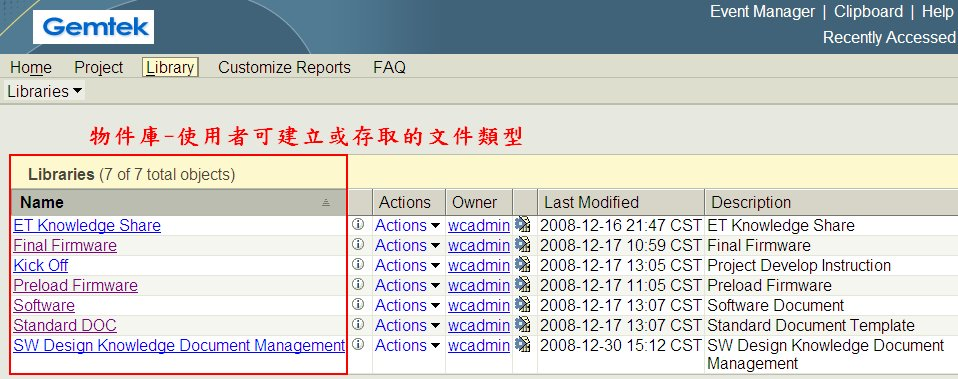 Gemtek
Event Manager | Clipboard | Help
Recently Accessed
Home Project Library Customize Reports FAQ
Libraries
物件庫-使用者可建立或存取的文件類型
Libraries (7 of 7 total objects)
Name Actions Owner Last Modified Description
ET Knowledge Share Actions wcadmin 2008-12-16 21:47 CST ET Knowledge Share
Final Firmware Actions wcadmin 2008-12-17 10:59 CST Final Firmware
Kick Off Actions wcadmin 2008-12-17 13:05 CST Project Develop Instruction
Preload Firmware Actions wcadmin 2008-12-17 11:05 CST Preload Firmware
Software Actions wcadmin 2008-12-17 13:07 CST Software Document
Standard DOC Actions wcadmin 2008-12-17 13:07 CST Standard Document Template
SW Design Knowledge Document Management Actions wcadmin 2008-12-30 15:12 CST SW Design Knowledge Document
Management